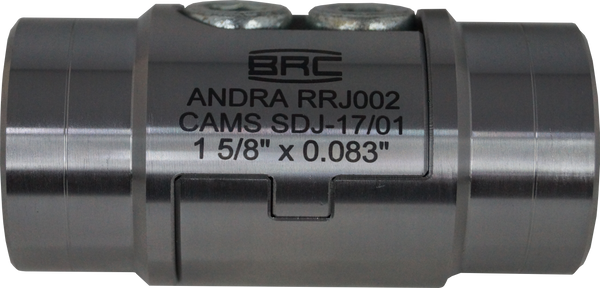 BRC
ANDRA RRJ002
CAMS SDJ-17/01
1 5/8" x 0.083"